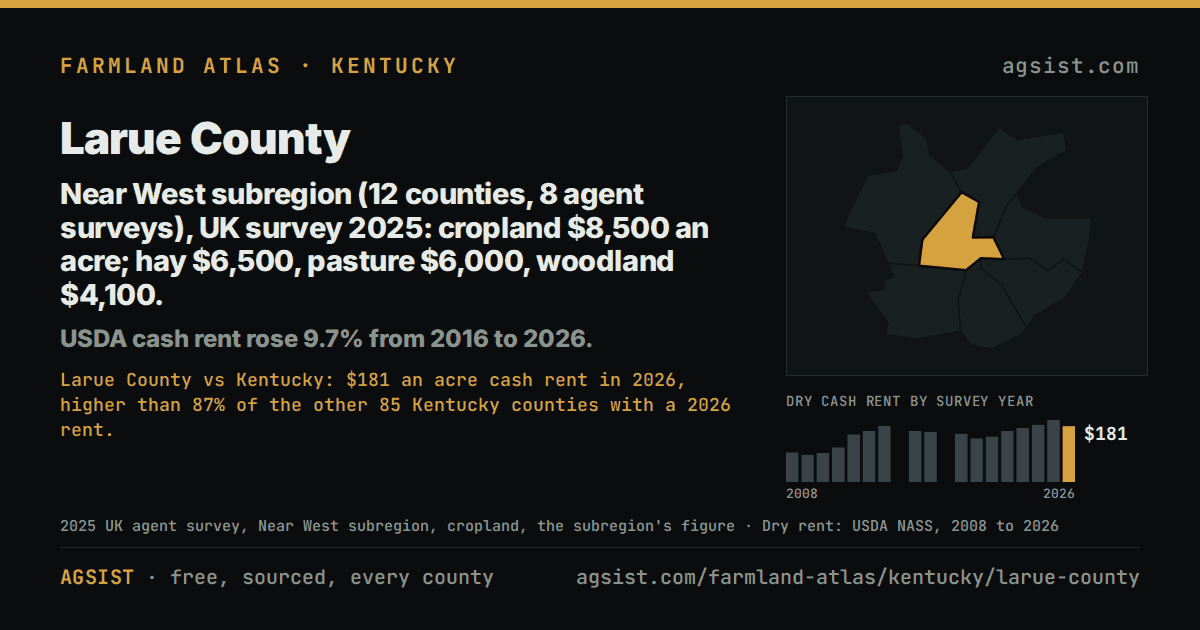 FARMLAND ATLAS · KENTUCKY
agsist.com
Larue County
Near West subregion (12 counties, 8 agent
surveys), UK survey 2025: cropland $8,500 an
acre; hay $6,500, pasture $6,000, woodland
$4,100.
USDA cash rent rose 9.7% from 2016 to 2026.
Larue County vs Kentucky: $181 an acre cash rent in 2026,
higher than 87% of the other 85 Kentucky counties with a 2026
rent.
DRY CASH RENT BY SURVEY YEAR
$181
2008
2026
2025 UK agent survey, Near West subregion, cropland, the subregion's figure · Dry rent: USDA NASS, 2008 to 2026
AGSIST · free, sourced, every county
agsist.com/farmland-atlas/kentucky/larue-county